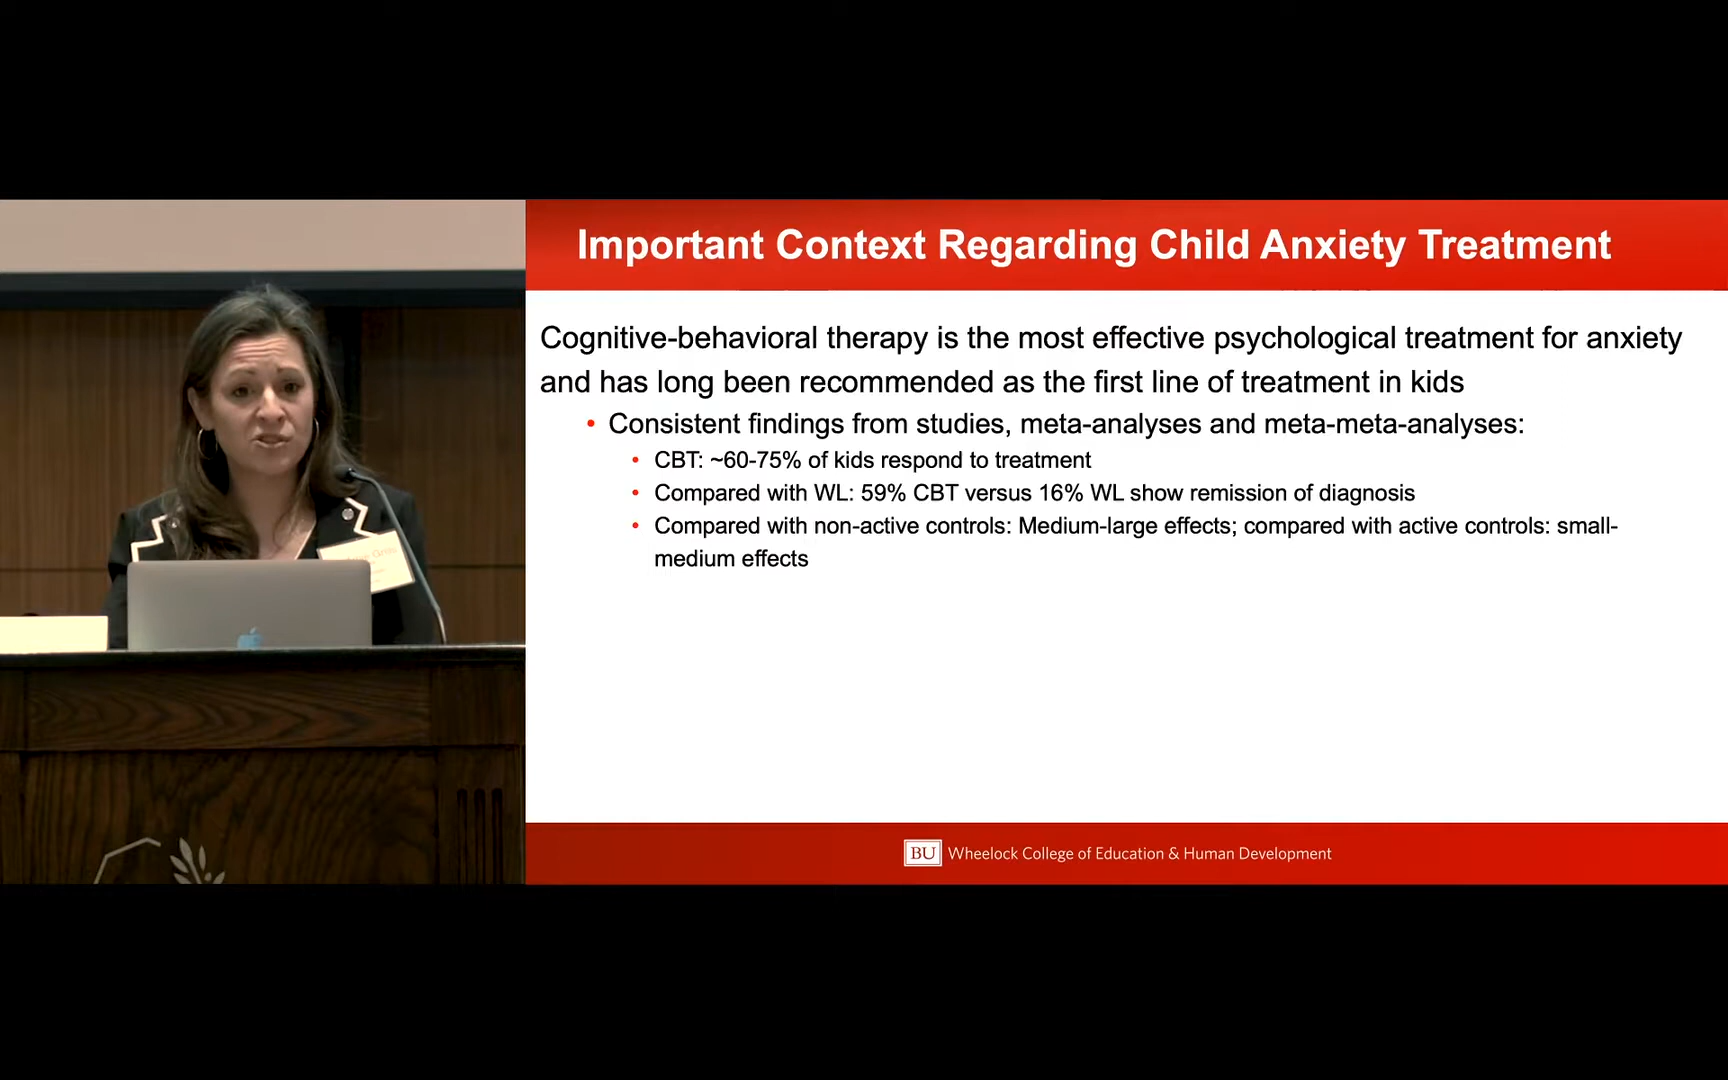 Important Context Regarding Child Anxiety Treatment
Cognitive-behavioral therapy is the most effective psychological treatment for anxiety
and has long been recommended as the first line of treatment in kids
• Consistent findings from studies, meta-analyses and meta-meta-analyses:
• CBT: ~60-75% of kids respond to treatment
• Compared with WL: 59% CBT versus 16% WL show remission of diagnosis
• Compared with non-active controls: Medium-large effects; compared with active controls: small-
medium effects
BU Wheelock College of Education & Human Development